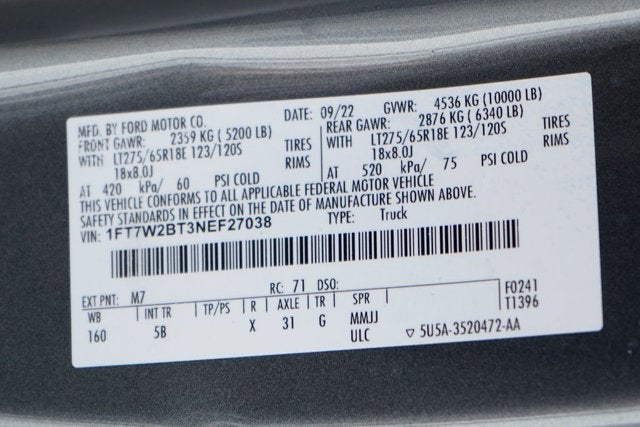 MFD. BY FORD MOTOR CO. DATE: 09/22 GVWR: 4536 KG (10000 LB)
FRONT GAWR: 2359 KG (5200 LB) REAR GAWR: 2876 KG (6340 LB)
WITH LT275/65R18E 123/120S TIRES WITH LT275/65R18E 123/120S TIRES
18x8.0J RIMS 18x8.0J RIMS
AT 420 kPa/ 60 PSI COLD AT 520 kPa/ 75 PSI COLD
THIS VEHICLE CONFORMS TO ALL APPLICABLE FEDERAL MOTOR VEHICLE
SAFETY STANDARDS IN EFFECT ON THE DATE OF MANUFACTURE SHOWN ABOVE.
VIN: 1FT7W2BT3NEF27038 TYPE: Truck
EXT PNT: M7 RC: 71 DSO: F0241
WB INT TR TP/PS R AXLE TR SPR T1396
160 5B X 31 G MMJJ
ULC ▽ 5U5A-3520472-AA